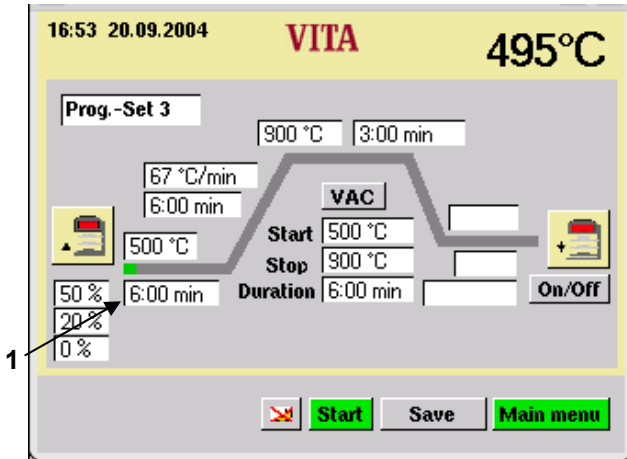 16:53 20.09.2004
VITA
495°C
Prog.-Set 3
900 °C
3:00 min
67 °C/min
6:00 min
VAC
500 °C
Start 500 °C
Stop 900 °C
50 %
6:00 min
Duration 6:00 min
On/Off
20 %
0 %
1
Start
Save
Main menu